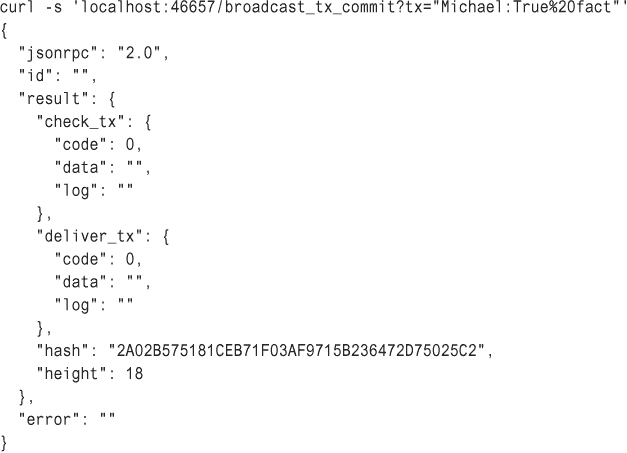 curl -s 'localhost:46657/broadcast_tx_commit?tx="Michael:True%20fact"'
{
  "jsonrpc": "2.0",
  "id": "",
  "result": {
    "check_tx": {
      "code": 0,
      "data": "",
      "log": ""
    },
    "deliver_tx": {
      "code": 0,
      "data": "",
      "log": ""
    },
    "hash": "2A02B575181CEB71F03AF9715B236472D75025C2",
    "height": 18
  },
  "error": ""
}